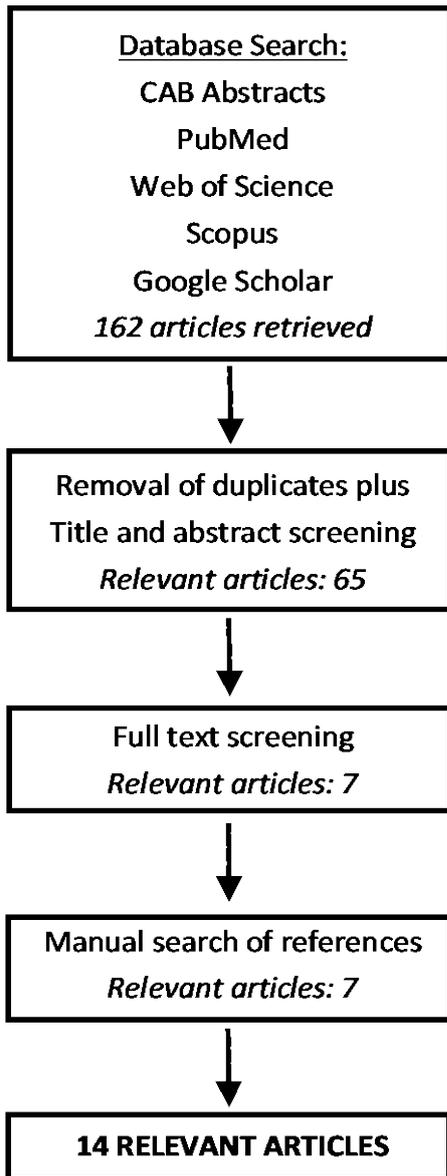 Database Search:
CAB Abstracts
PubMed
Web of Science
Scopus
Google Scholar
162 articles retrieved
Removal of duplicates plus
Title and abstract screening
Relevant articles: 65
Full text screening
Relevant articles: 7
Manual search of references
Relevant articles: 7
14 RELEVANT ARTICLES